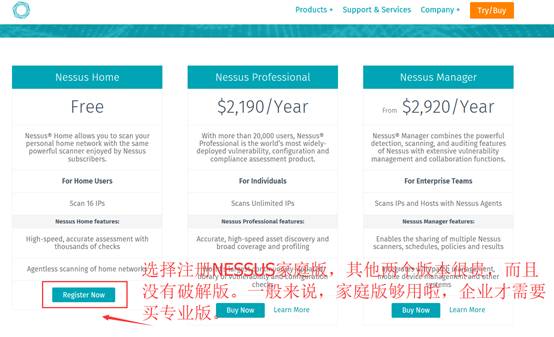 Products +
Support & Services
Company +
Try/Buy
Nessus Home
Free
Nessus® Home allows you to scan your
personal home network with the same
powerful scanner enjoyed by Nessus
subscribers.
For Home Users
Scan 16 IPs
Nessus Home features:
High-speed, accurate assessment with
thousands of checks
Agentless scanning of home networks
Register Now
Nessus Professional
$2,190/Year
With more than 20,000 users, Nessus®
Professional is the world's most widely-
deployed vulnerability, configuration and
compliance assessment product.
For Individuals
Scans Unlimited IPs
Nessus Professional features:
Accurate, high-speed asset discovery and
broad coverage and profiling
library of vulnerability and configuration
checks
Buy Now
Learn More
Nessus Manager
From $2,920/Year
Nessus® Manager combines the powerful
detection, scanning, and auditing features
of Nessus with extensive vulnerability
management and collaboration functions.
For Enterprise Teams
Scans IPs and Hosts with Nessus Agents
Nessus Manager features:
Enables the sharing of multiple Nessus
scanners, schedules, policies and results
management,
mobile device management and other
systems
Buy Now
Learn More
选择注册NESSUS家庭版，其他两个版本很贵，而且
没有破解版。一般来说，家庭版够用啦，企业才需要
买专业版。